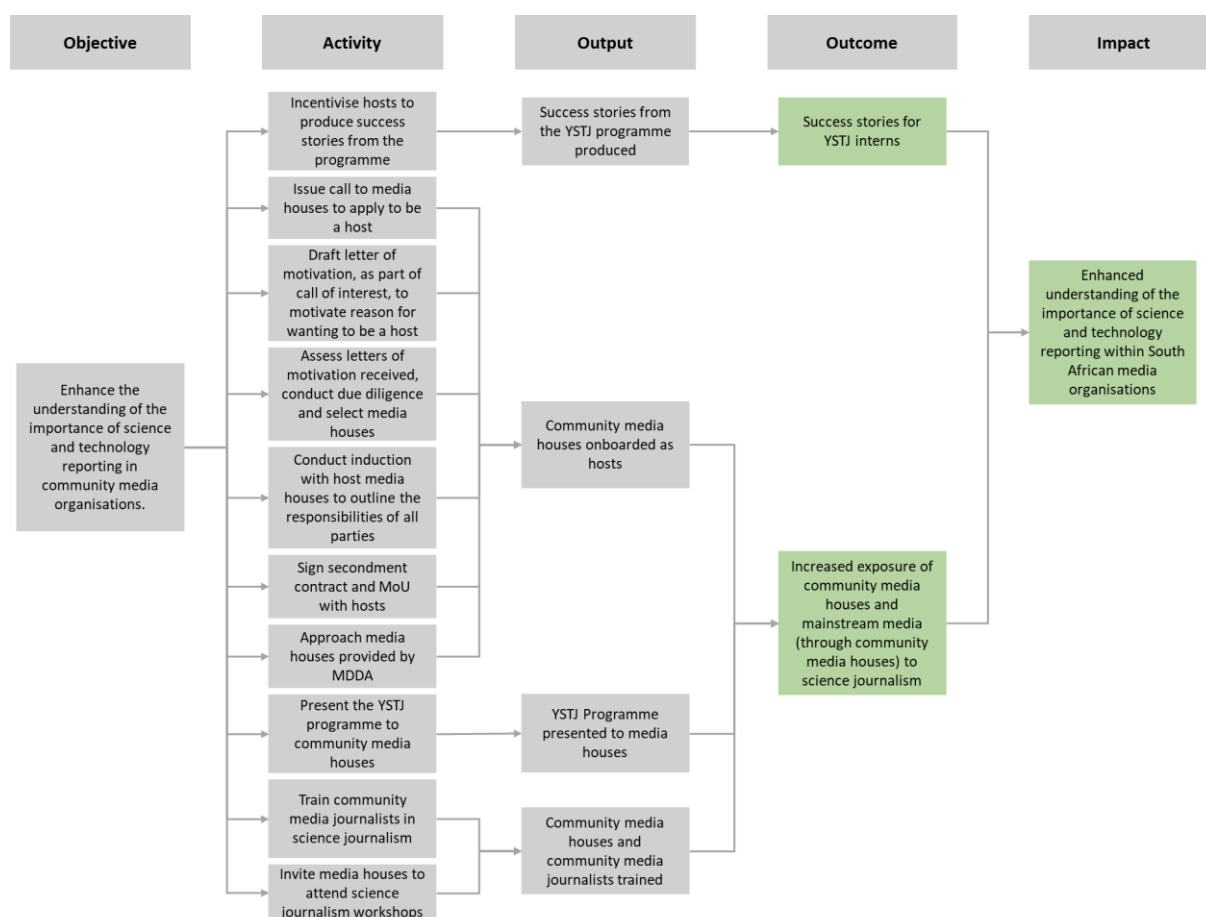 Objective
Activity
Output
Outcome
Impact
Enhance the
understanding of the
importance of science
and technology
reporting in
community media
organisations.
Incentivise hosts to
produce success
stories from the
programme
Issue call to media
houses to apply to be
a host
Draft letter of
motivation, as part of
call of interest, to
motivate reason for
wanting to be a host
Assess letters of
motivation received,
conduct due diligence
and select media
houses
Conduct induction
with host media
houses to outline the
responsibilities of all
parties
Sign secondment
contract and MoU
with hosts
Approach media
houses provided by
MDDA
Present the YSTJ
programme to
community media
houses
Train community
media journalists in
science journalism
Invite media houses to
attend science
journalism workshops
Success stories from
the YSTJ programme
produced
Community media
houses onboarded as
hosts
YSTJ Programme
presented to media
houses
Community media
houses and
community media
journalists trained
Success stories for
YSTJ interns
Increased exposure of
community media
houses and
mainstream media
(through community
media houses) to
science journalism
Enhanced
understanding of the
importance of science
and technology
reporting within South
African media
organisations